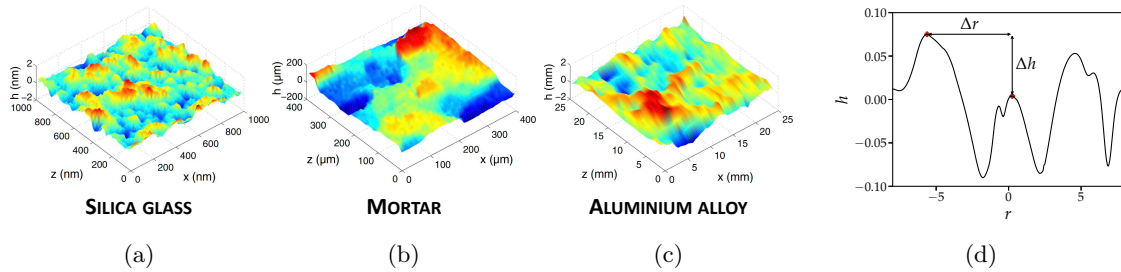 h (nm)
2
0
−2
1000
800
600
400
200
0
z (nm)
0
200
400
600
800
1000
x (nm)
SILICA GLASS
(a)
h (µm)
200
0
−200
400
300
200
100
0
z (µm)
0
100
200
300
400
x (µm)
MORTAR
(b)
h (mm)
2
0
−2
25
20
15
10
5
0
z (mm)
0
5
10
15
20
25
x (mm)
ALUMINIUM ALLOY
(c)
h
0.10
0.05
0.00
−0.05
−0.10
Δr
Δh
−5
0
5
r
(d)